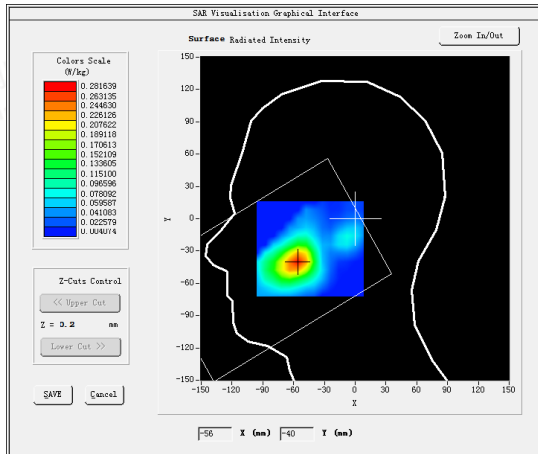 SAR Visualisation Graphical Interface
Surface Radiated Intensity
Zoom In/Out
Colors Scale
(W/kg)
0.281639
0.263135
0.244630
0.226126
0.207622
0.189118
0.170613
0.152109
0.133605
0.115100
0.096596
0.078092
0.059587
0.041083
0.022579
0.004074
Z-Cuts Control
<< Upper Cut
Z = 0.2 mm
Lower Cut >>
SAVE Cancel
150
120
90
60
30
0
-30
-60
-90
-120
-150
Y
-150 -120 -90 -60 -30 0 30 60 90 120 150
X
-56 X (mm) -40 Y (mm)